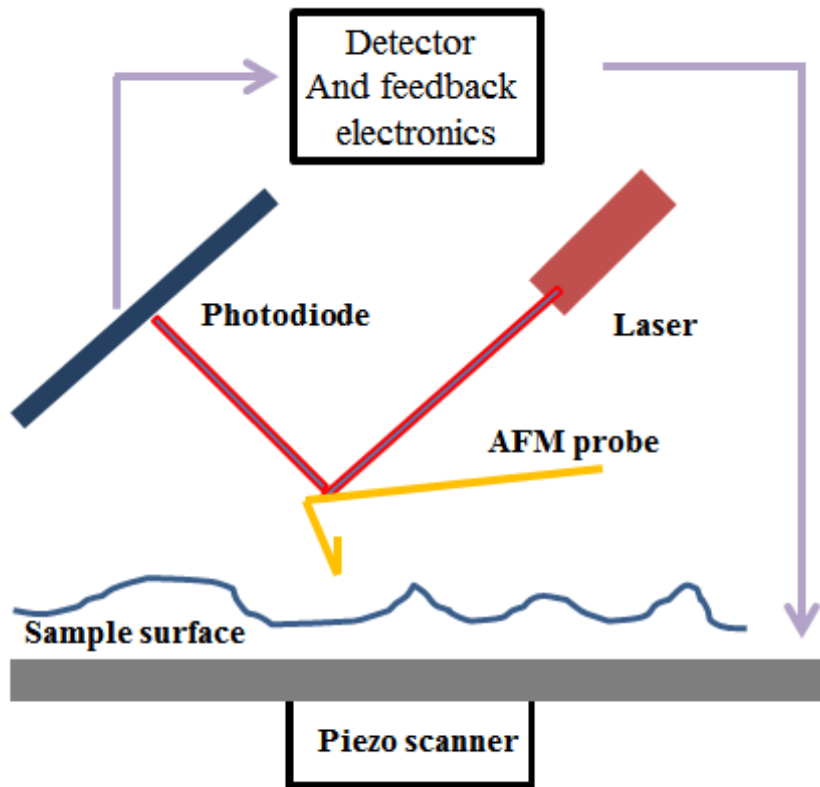 Detector
And feedback
electronics
Photodiode
Laser
AFM probe
Sample surface
Piezo scanner